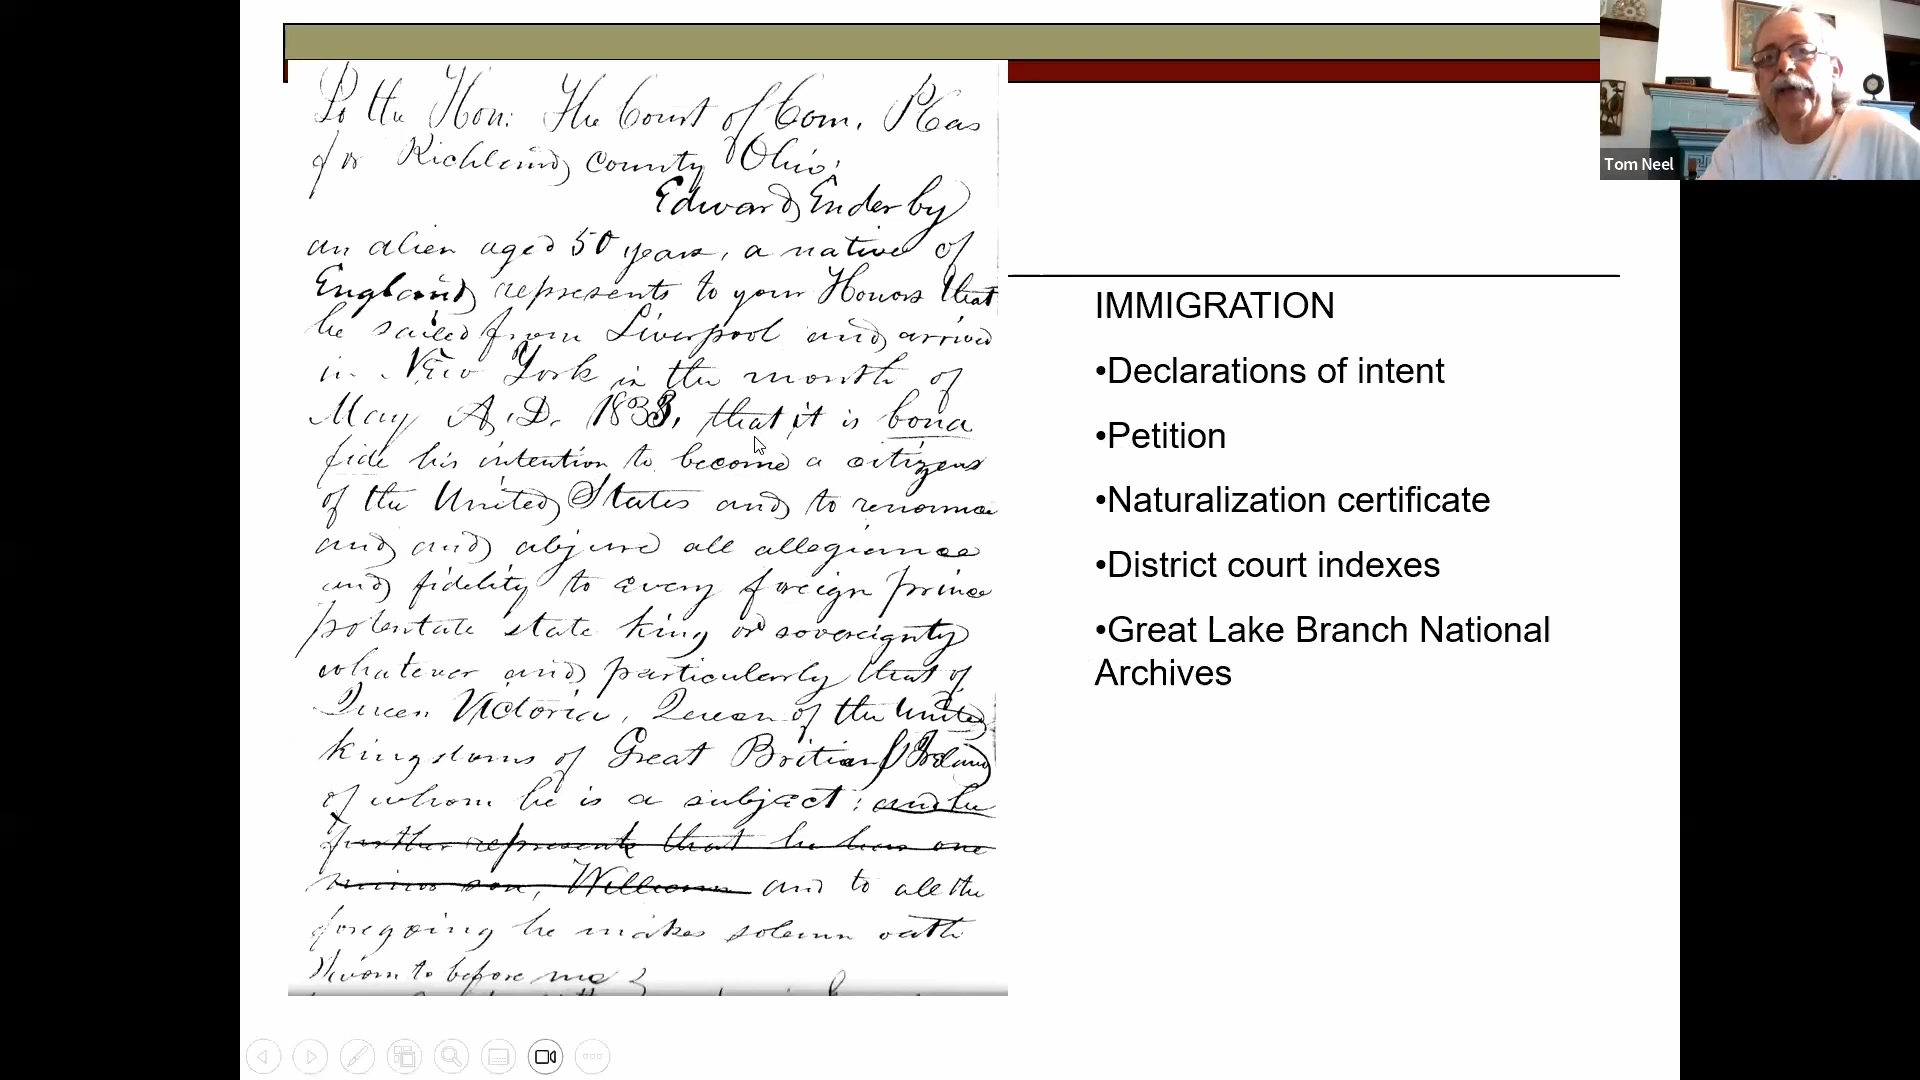 To the Hon: The Court of Com. Pleas
for Richland County Ohio:
Edward Enderby
an alien aged 50 years, a native of
England represents to your Honors that
he sailed from Liverpool and arrived
in New York in the month of
May A.D. 1833, that it is bona
fide his intention to become a citizens
of the United States and to renounce
and and abjure all allegiance
and fidelity to every foreign prince
potentate state king or sovereignty
whatever and particularly that of
Queen Victoria, Queen of the United
kingdoms of Great Britian & Ireland
of whom he is a subject: and he
further represents that he has one
minor son, William and to all the
foregoing he makes solemn oath
Sworn to before me
IMMIGRATION
•Declarations of intent
•Petition
•Naturalization certificate
•District court indexes
•Great Lake Branch National
Archives
Tom Neel